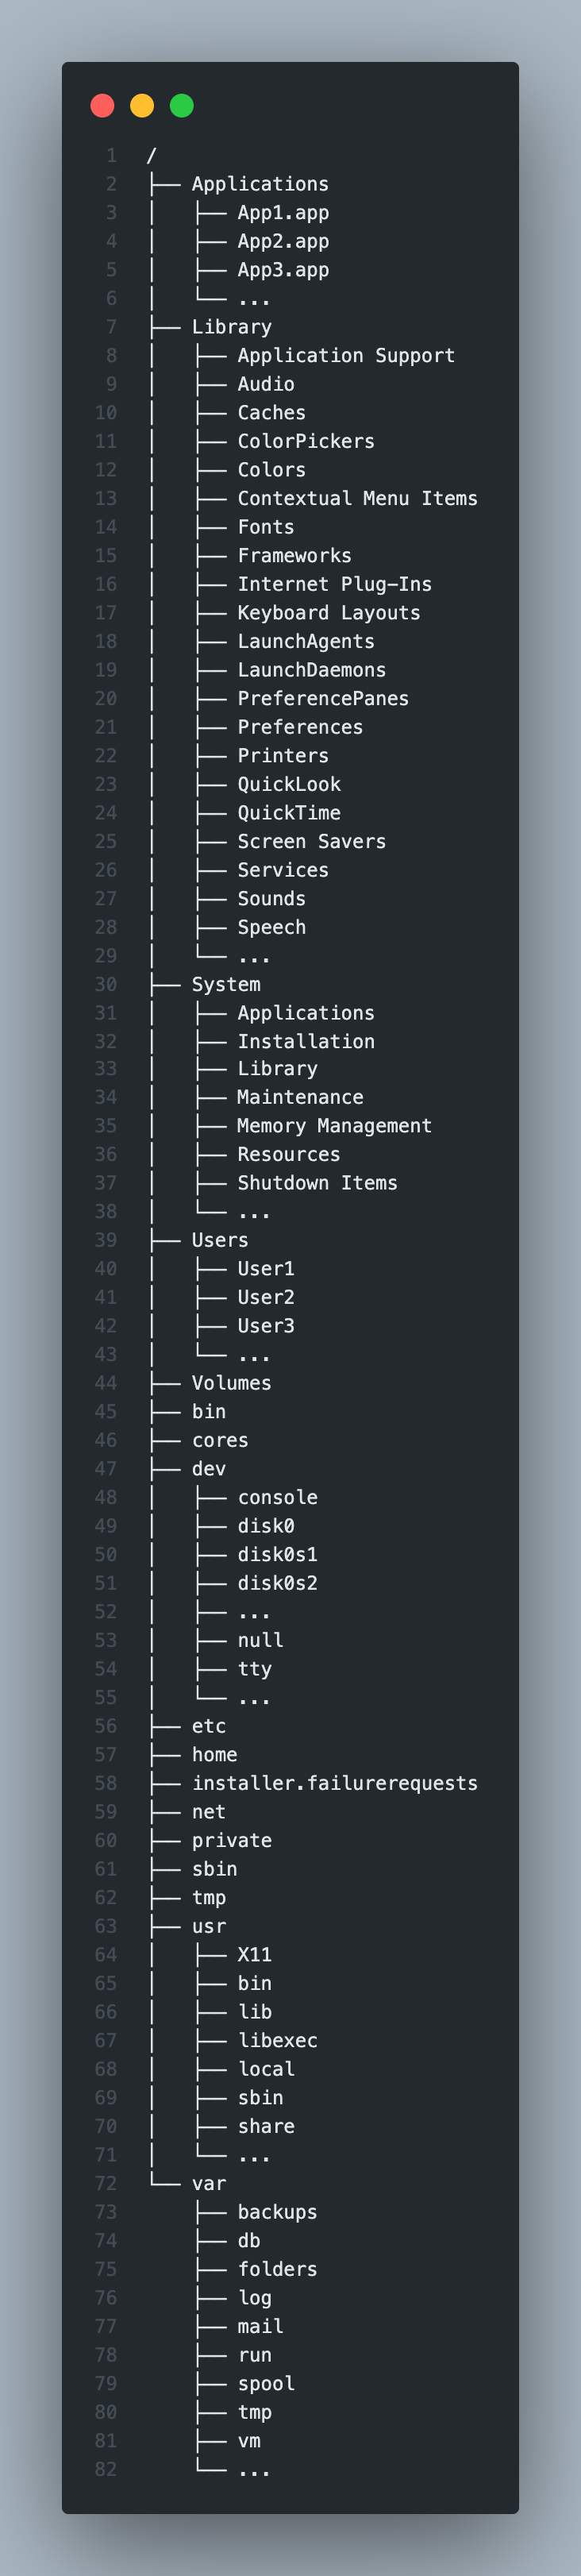 1 /
2 ├── Applications
3 │   ├── App1.app
4 │   ├── App2.app
5 │   ├── App3.app
6 │   └── ...
7 ├── Library
8 │   ├── Application Support
9 │   ├── Audio
10 │   ├── Caches
11 │   ├── ColorPickers
12 │   ├── Colors
13 │   ├── Contextual Menu Items
14 │   ├── Fonts
15 │   ├── Frameworks
16 │   ├── Internet Plug-Ins
17 │   ├── Keyboard Layouts
18 │   ├── LaunchAgents
19 │   ├── LaunchDaemons
20 │   ├── PreferencePanes
21 │   ├── Preferences
22 │   ├── Printers
23 │   ├── QuickLook
24 │   ├── QuickTime
25 │   ├── Screen Savers
26 │   ├── Services
27 │   ├── Sounds
28 │   ├── Speech
29 │   └── ...
30 ├── System
31 │   ├── Applications
32 │   ├── Installation
33 │   ├── Library
34 │   ├── Maintenance
35 │   ├── Memory Management
36 │   ├── Resources
37 │   ├── Shutdown Items
38 │   └── ...
39 ├── Users
40 │   ├── User1
41 │   ├── User2
42 │   ├── User3
43 │   └── ...
44 ├── Volumes
45 ├── bin
46 ├── cores
47 ├── dev
48 │   ├── console
49 │   ├── disk0
50 │   ├── disk0s1
51 │   ├── disk0s2
52 │   ├── ...
53 │   ├── null
54 │   ├── tty
55 │   └── ...
56 ├── etc
57 ├── home
58 ├── installer.failurerequests
59 ├── net
60 ├── private
61 ├── sbin
62 ├── tmp
63 ├── usr
64 │   ├── X11
65 │   ├── bin
66 │   ├── lib
67 │   ├── libexec
68 │   ├── local
69 │   ├── sbin
70 │   ├── share
71 │   └── ...
72 └── var
73     ├── backups
74     ├── db
75     ├── folders
76     ├── log
77     ├── mail
78     ├── run
79     ├── spool
80     ├── tmp
81     ├── vm
82     └── ...